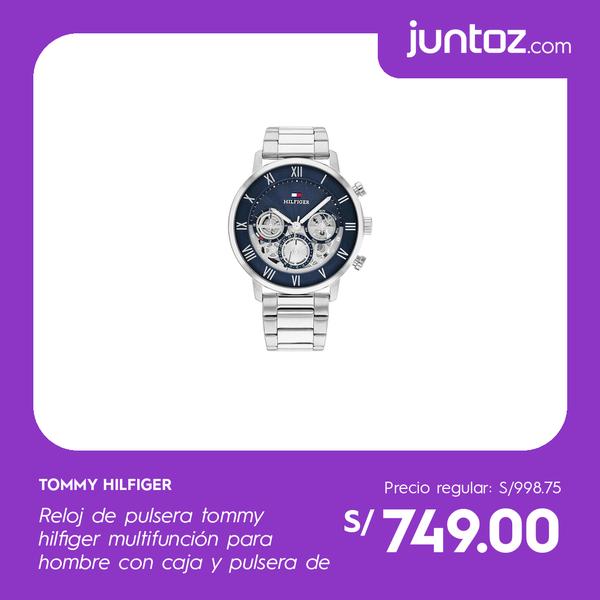 juntoz.com
XII
HILFIGER
TOMMY HILFIGER
Reloj de pulsera tommy
hilfiger multifunción para
hombre con caja y pulsera de
Precio regular: S/998.75
S/ 749.00